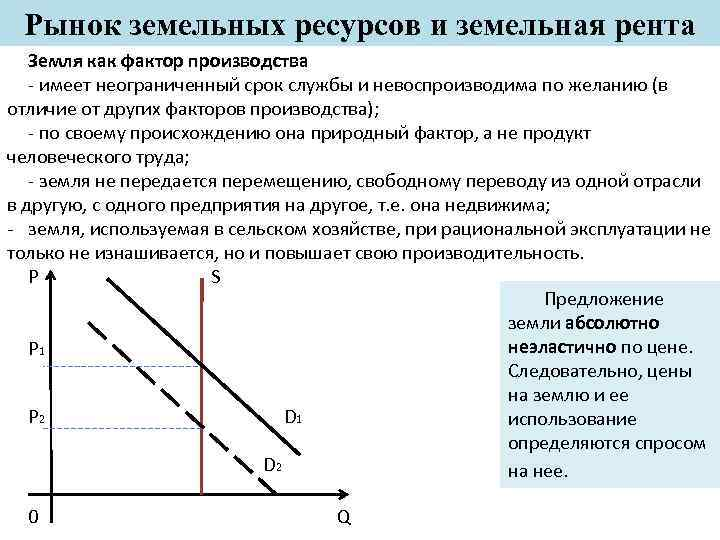 Рынок земельных ресурсов и земельная рента
Земля как фактор производства
- имеет неограниченный срок службы и невоспроизводима по желанию (в
отличие от других факторов производства);
- по своему происхождению она природный фактор, а не продукт
человеческого труда;
- земля не передается перемещению, свободному переводу из одной отрасли
в другую, с одного предприятия на другое, т.е. она недвижима;
- земля, используемая в сельском хозяйстве, при рациональной эксплуатации не
только не изнашивается, но и повышает свою производительность.
P S
P1
P2 D1
D2
0 Q
Предложение
земли абсолютно
неэластично по цене.
Следовательно, цены
на землю и ее
использование
определяются спросом
на нее.